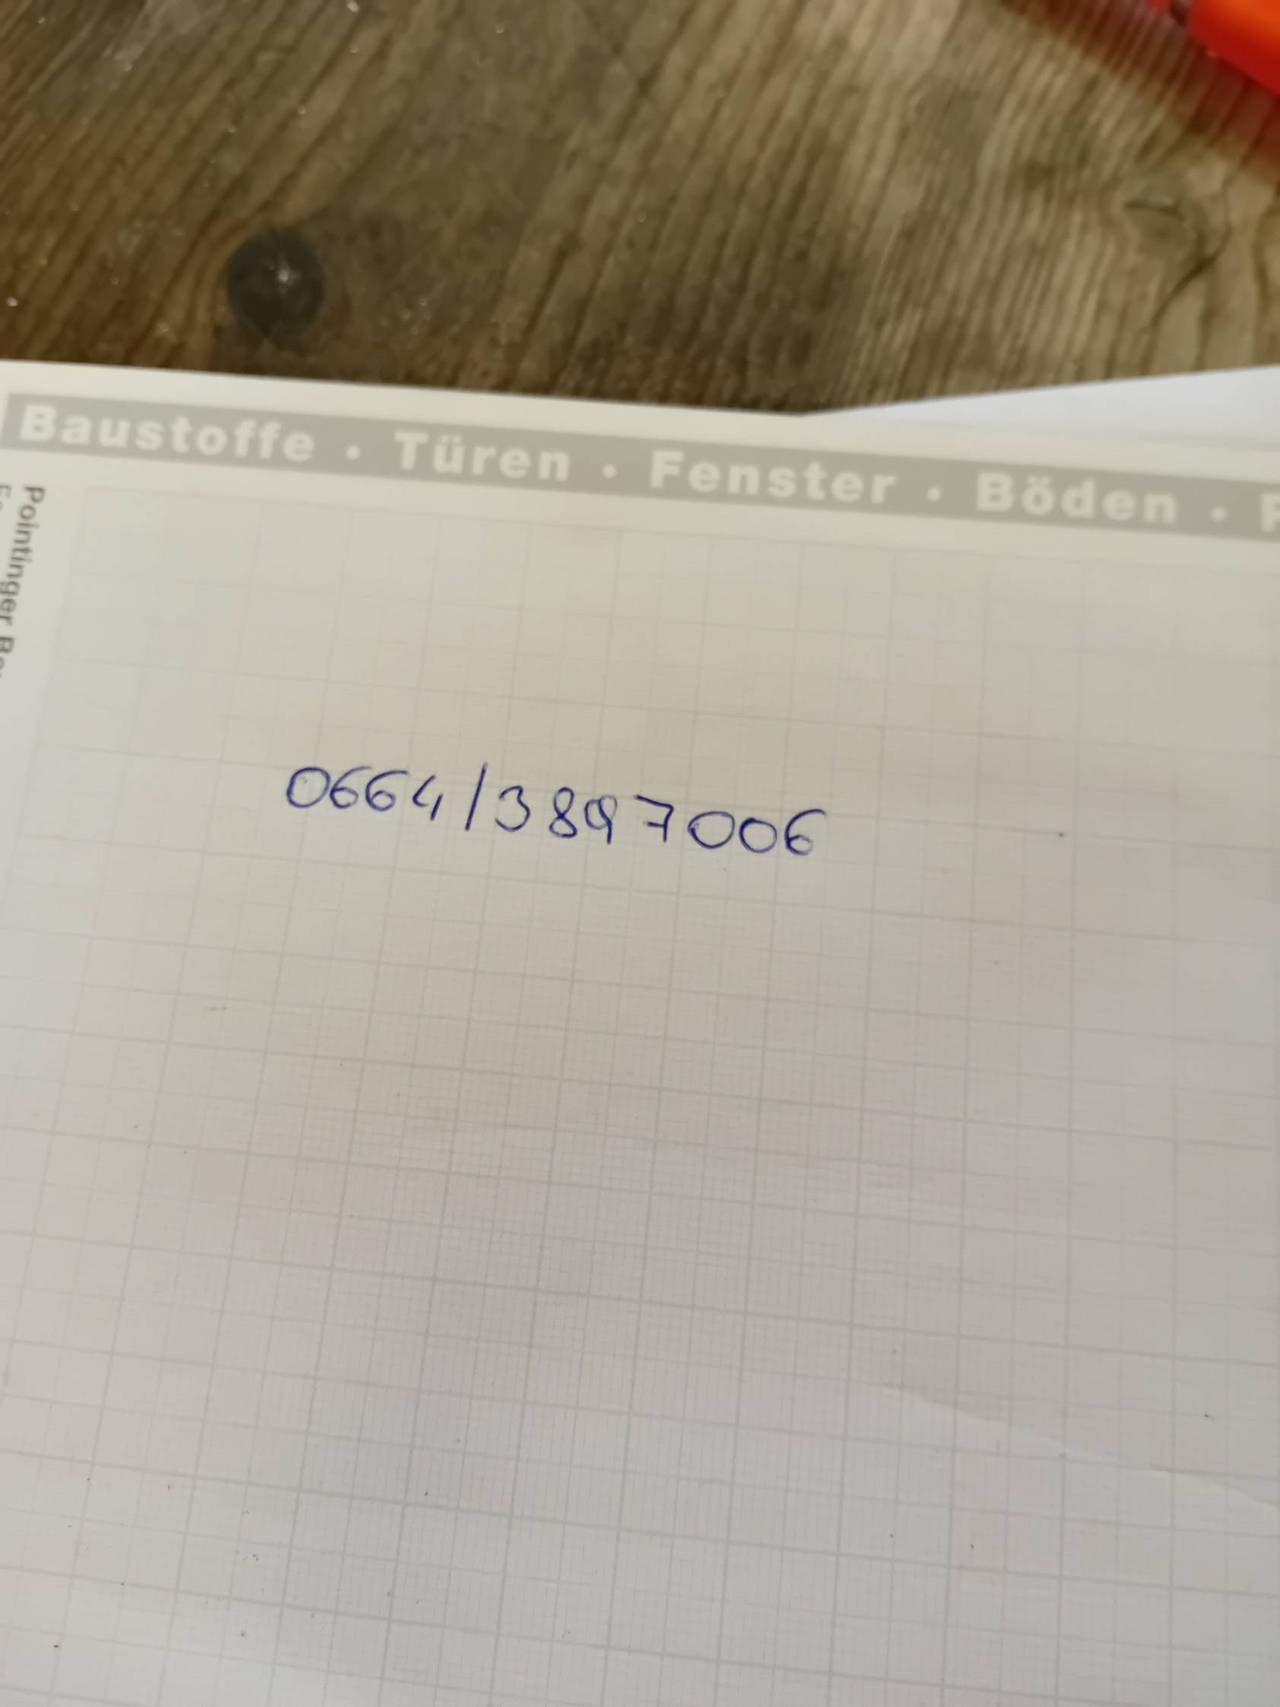 Baustoffe · Türen · Fenster · Böden ·
Pointinger
0664/3897006